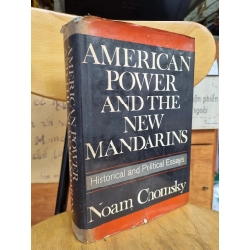 AMERICAN
POWER
AND THE
NEW
MANDARINS
Historical and Political Essays
Noam Chomsky